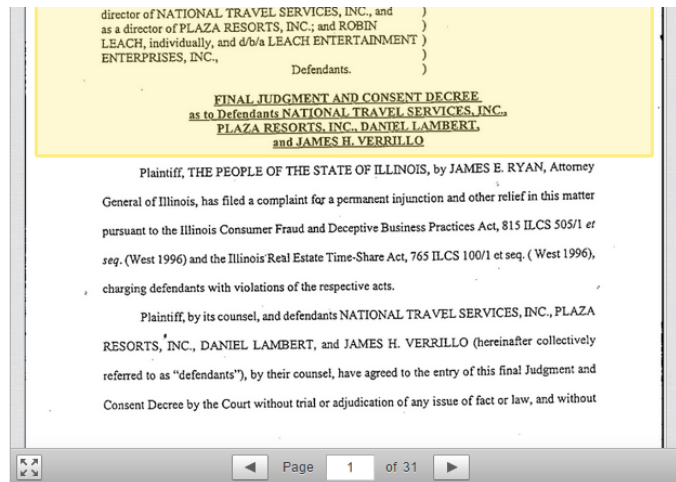 director of NATIONAL TRAVEL SERVICES, INC., and )
as a director of PLAZA RESORTS, INC.; and ROBIN )
LEACH, individually, and d/b/a LEACH ENTERTAINMENT )
ENTERPRISES, INC., )
Defendants. )
FINAL JUDGMENT AND CONSENT DECREE
as to Defendants NATIONAL TRAVEL SERVICES, INC.,
PLAZA RESORTS, INC., DANIEL LAMBERT,
and JAMES H. VERRILLO
Plaintiff, THE PEOPLE OF THE STATE OF ILLINOIS, by JAMES E. RYAN, Attorney
General of Illinois, has filed a complaint for a permanent injunction and other relief in this matter
pursuant to the Illinois Consumer Fraud and Deceptive Business Practices Act, 815 ILCS 505/1 et
seq. (West 1996) and the Illinois Real Estate Time-Share Act, 765 ILCS 100/1 et seq. ( West 1996),
charging defendants with violations of the respective acts.
Plaintiff, by its counsel, and defendants NATIONAL TRAVEL SERVICES, INC., PLAZA
RESORTS, INC., DANIEL LAMBERT, and JAMES H. VERRILLO (hereinafter collectively
referred to as “defendants”), by their counsel, have agreed to the entry of this final Judgment and
Consent Decree by the Court without trial or adjudication of any issue of fact or law, and without
Page 1 of 31